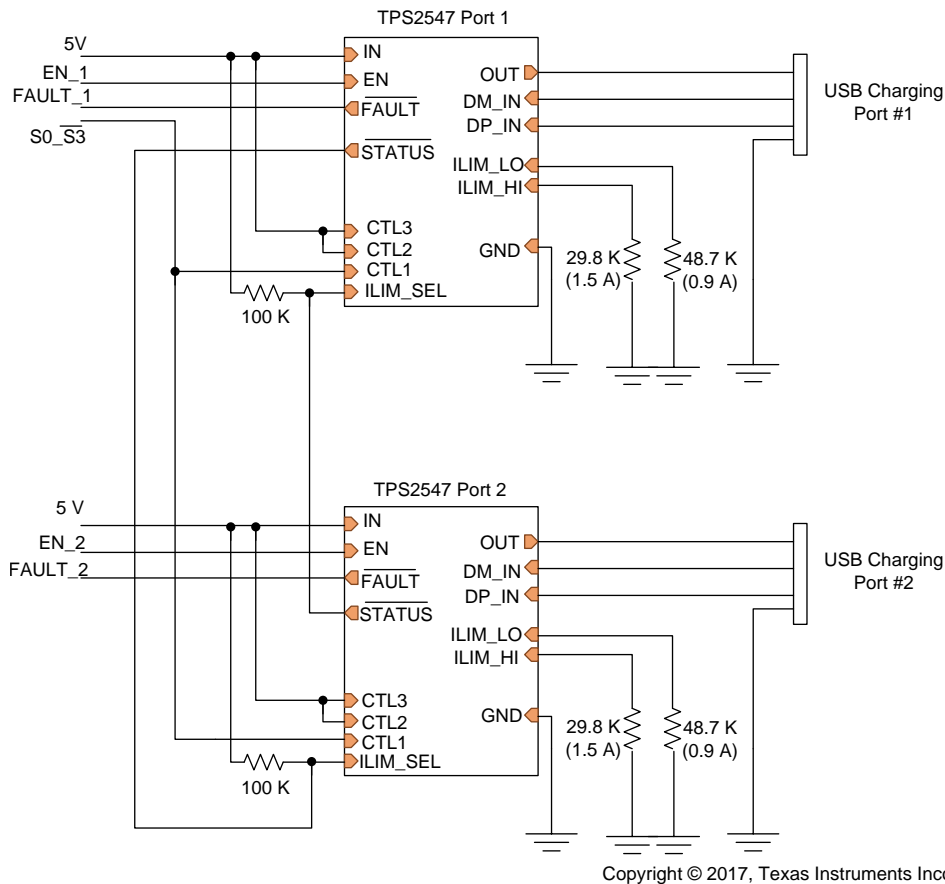 TPS2547 Port 1
5V
EN_1
FAULT_1
S0_S3
IN
EN
FAULT
STATUS
CTL3
CTL2
CTL1
ILIM_SEL
100 K
OUT
DM_IN
DP_IN
ILIM_LO
ILIM_HI
GND
29.8 K
(1.5 A)
48.7 K
(0.9 A)
USB Charging
Port #1
TPS2547 Port 2
5 V
EN_2
FAULT_2
IN
EN
FAULT
STATUS
CTL3
CTL2
CTL1
ILIM_SEL
100 K
OUT
DM_IN
DP_IN
ILIM_LO
ILIM_HI
GND
29.8 K
(1.5 A)
48.7 K
(0.9 A)
USB Charging
Port #2
Copyright © 2017, Texas Instruments Inc